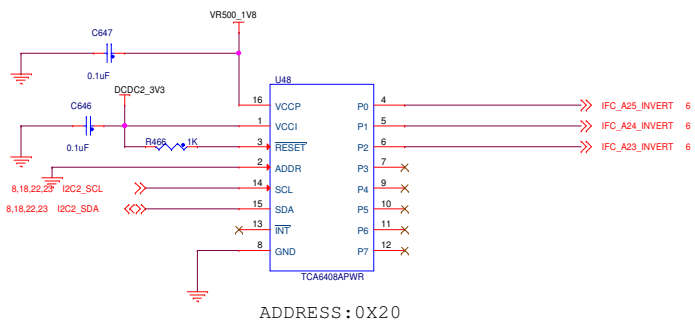 VR500_1V8
C647
0.1uF
DCDC2_3V3
C646
0.1uF
R466 1K
U48
16 VCCP P0 4 IFC_A25_INVERT 6
1 VCCI P1 5 IFC_A24_INVERT 6
3 RESET P2 6 IFC_A23_INVERT 6
2 ADDR P3 7
8,18,22,23 I2C2_SCL 14 SCL P4 9
8,18,22,23 I2C2_SDA 15 SDA P5 10
13 INT P6 11
8 GND P7 12
TCA6408APWR
ADDRESS:0X20